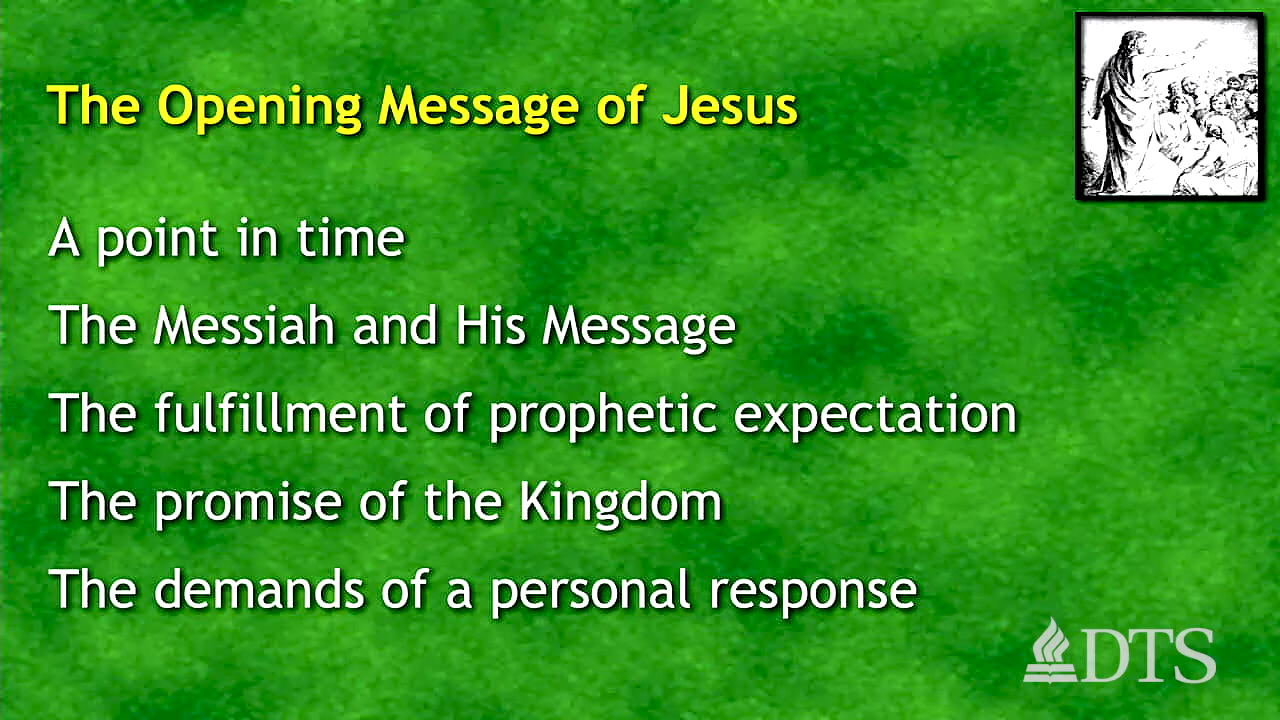 The Opening Message of Jesus
A point in time
The Messiah and His Message
The fulfillment of prophetic expectation
The promise of the Kingdom
The demands of a personal response
DTS